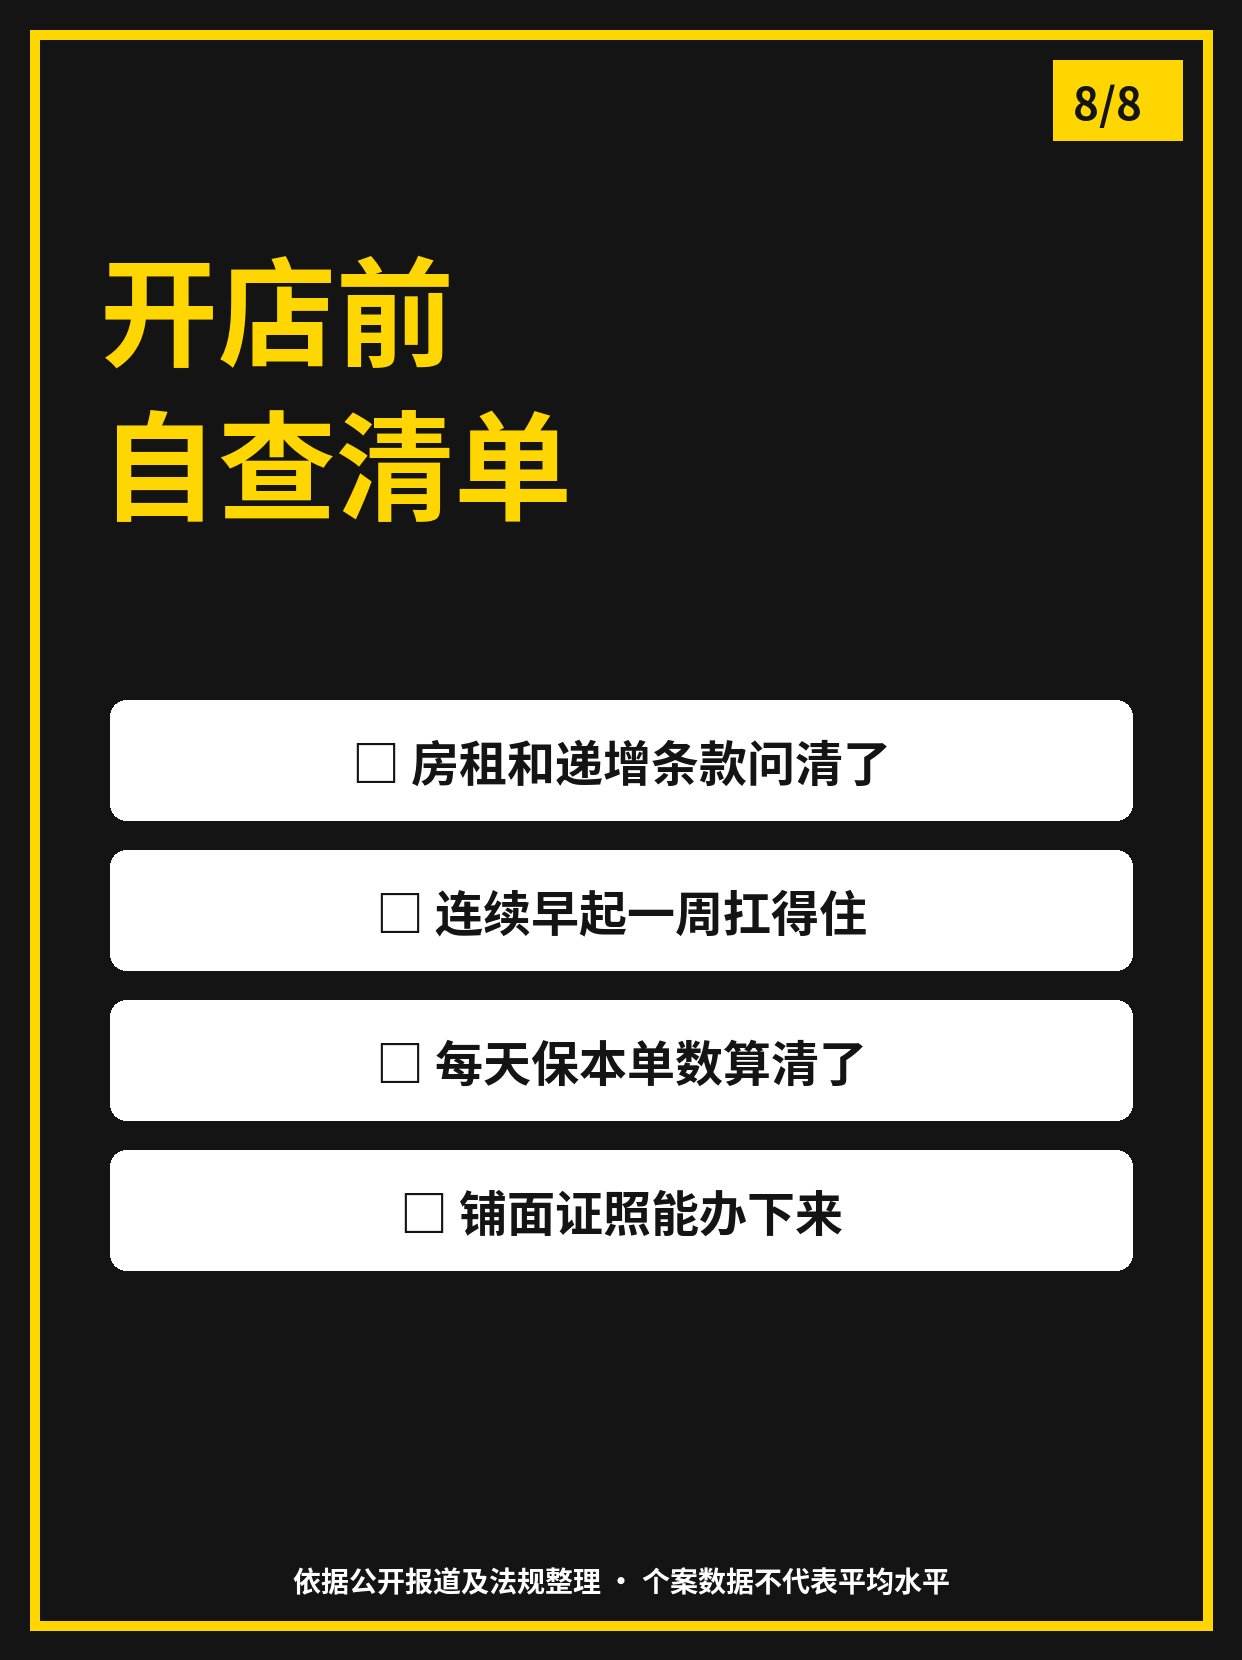 8/8
开店前
自查清单
□ 房租和递增条款问清了
□ 连续早起一周扛得住
□ 每天保本单数算清了
□ 铺面证照能办下来
依据公开报道及法规整理 · 个案数据不代表平均水平